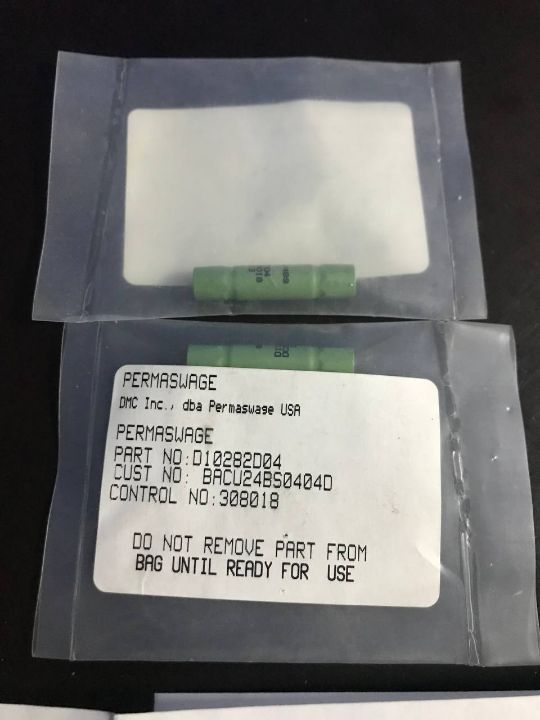 PERMASWAGE
DMC Inc., dba Permaswage USA
PERMASWAGE
PART NO:D10282D04
CUST NO: BACU24BS0404D
CONTROL NO:308018
DO NOT REMOVE PART FROM
BAG UNTIL READY FOR USE